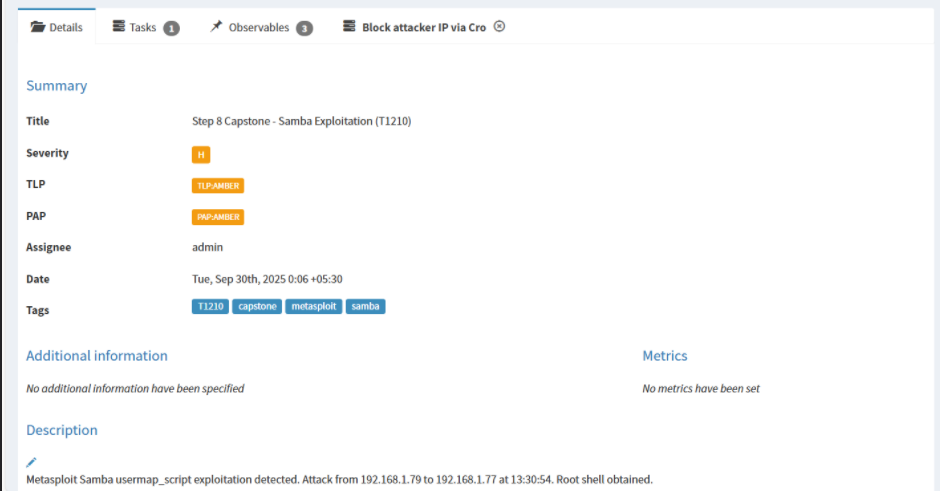 Details Tasks 1 Observables 3 Block attacker IP via Cro
Summary
Title Step 8 Capstone - Samba Exploitation (T1210)
Severity H
TLP TLP:AMBER
PAP PAP:AMBER
Assignee admin
Date Tue, Sep 30th, 2025 0:06 +05:30
Tags T1210 capstone metasploit samba
Additional information Metrics
No additional information have been specified No metrics have been set
Description
Metasploit Samba usermap_script exploitation detected. Attack from 192.168.1.79 to 192.168.1.77 at 13:30:54. Root shell obtained.